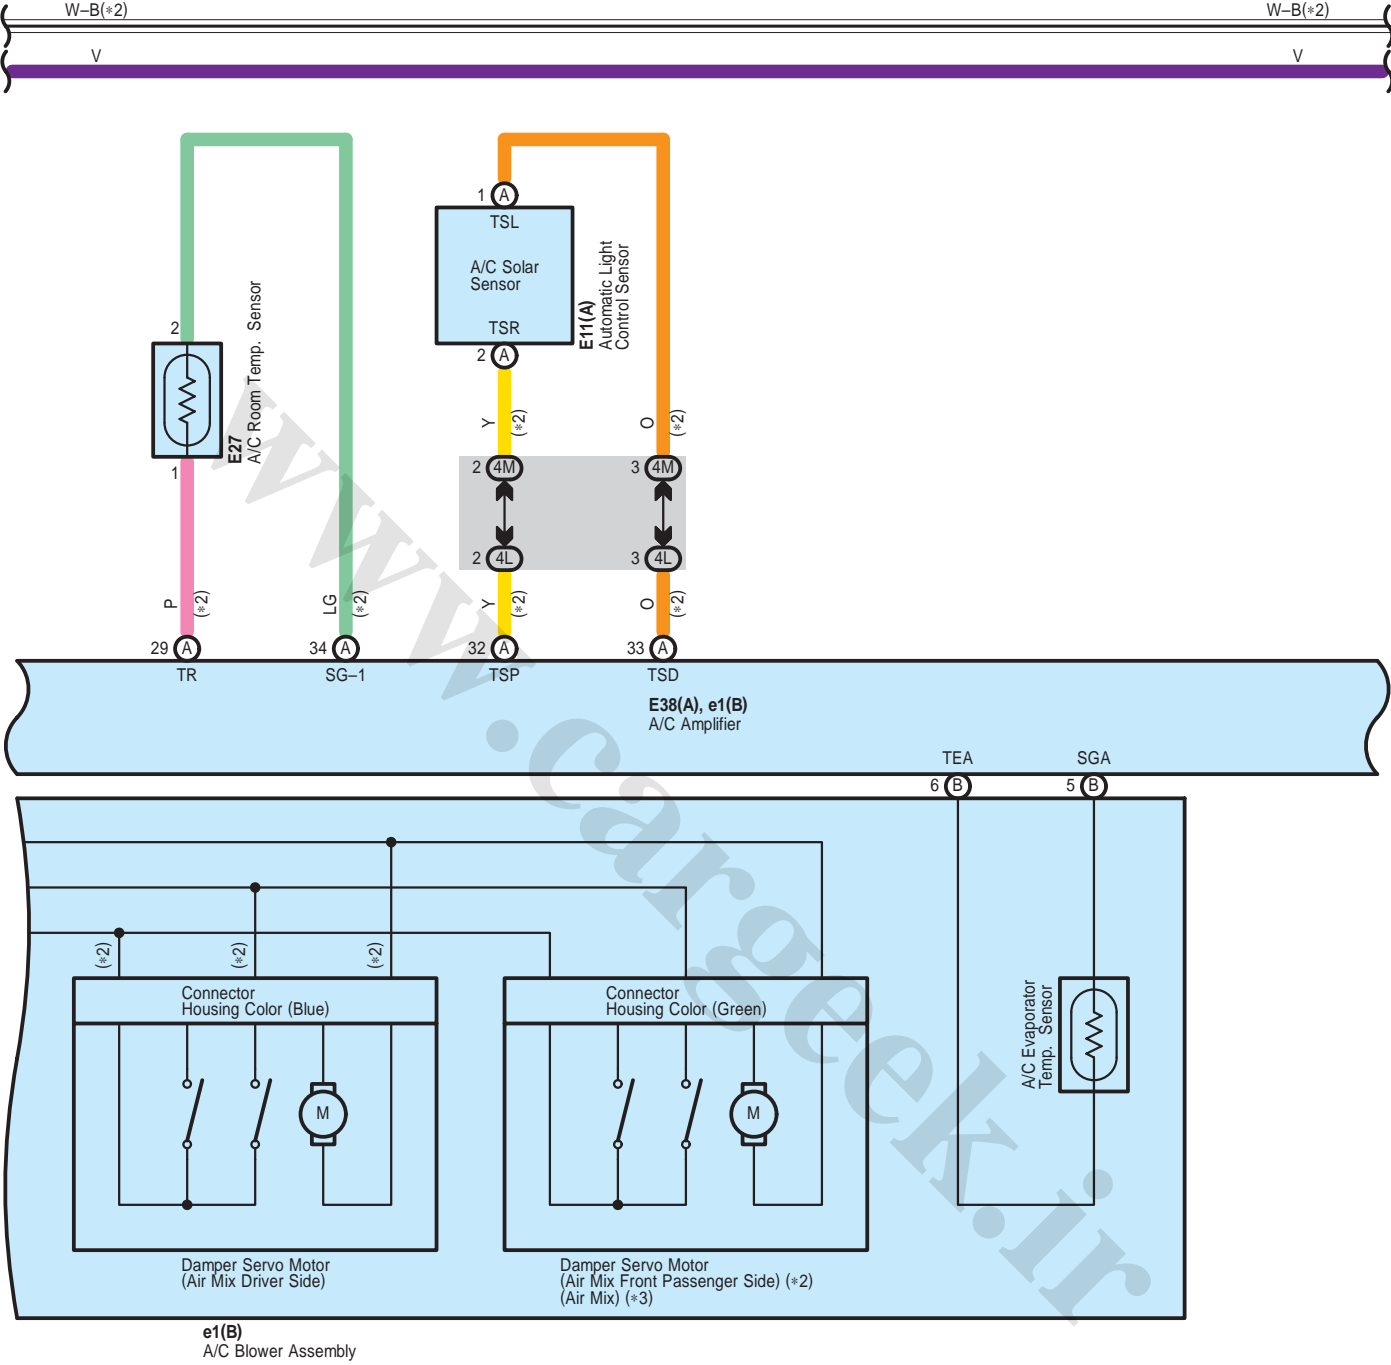 W–B(∗2)
W–B(∗2)
V
V
1 A
TSL
A/C Solar
Sensor
TSR
2 A
E11(A)
Automatic Light
Control Sensor
2
1
E27
A/C Room Temp. Sensor
Y
(∗2)
O
(∗2)
2 4M
3 4M
2 4L
3 4L
P
(∗2)
LG
(∗2)
Y
(∗2)
O
(∗2)
29 A
34 A
32 A
33 A
TR
SG–1
TSP
TSD
E38(A), e1(B)
A/C Amplifier
TEA
SGA
6 B
5 B
(∗2)
(∗2)
(∗2)
Connector
Housing Color (Blue)
Connector
Housing Color (Green)
A/C Evaporator
Temp. Sensor
M
M
Damper Servo Motor
(Air Mix Driver Side)
Damper Servo Motor
(Air Mix Front Passenger Side) (∗2)
(Air Mix) (∗3)
e1(B)
A/C Blower Assembly
www.cargeek.ir